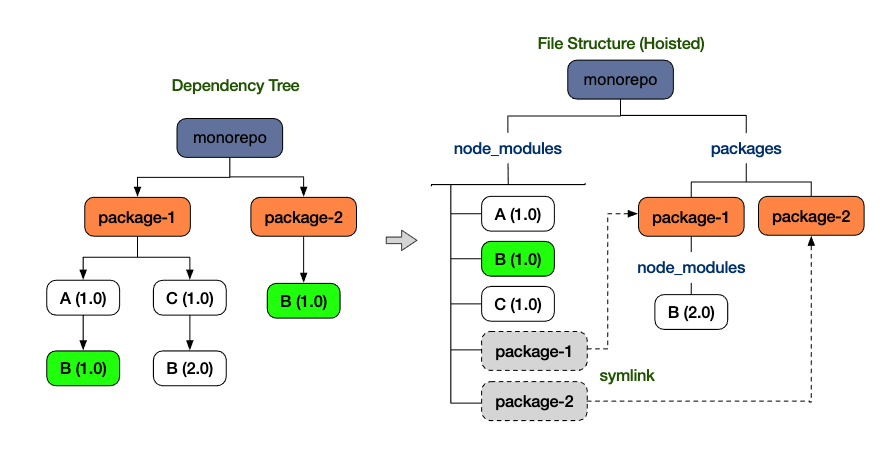 File Structure (Hoisted)
monorepo
Dependency Tree
monorepo
node_modules
packages
package-1
package-2
A (1.0)
package-1
package-2
B (1.0)
node_modules
A (1.0)
C (1.0)
B (1.0)
C (1.0)
B (2.0)
package-1
B (1.0)
B (2.0)
symlink
package-2